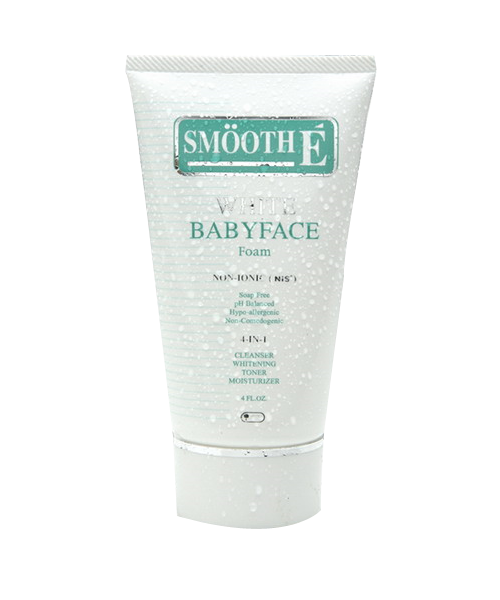 SMÖOTH É
WHITE
BABYFACE
Foam
NON-IONIC (NIS+)
Soap Free
pH Balanced
Hypo-allergenic
Non-Comedogenic
4-IN-1
CLEANSER
WHITENING
TONER
MOISTURIZER
4 FL.OZ.